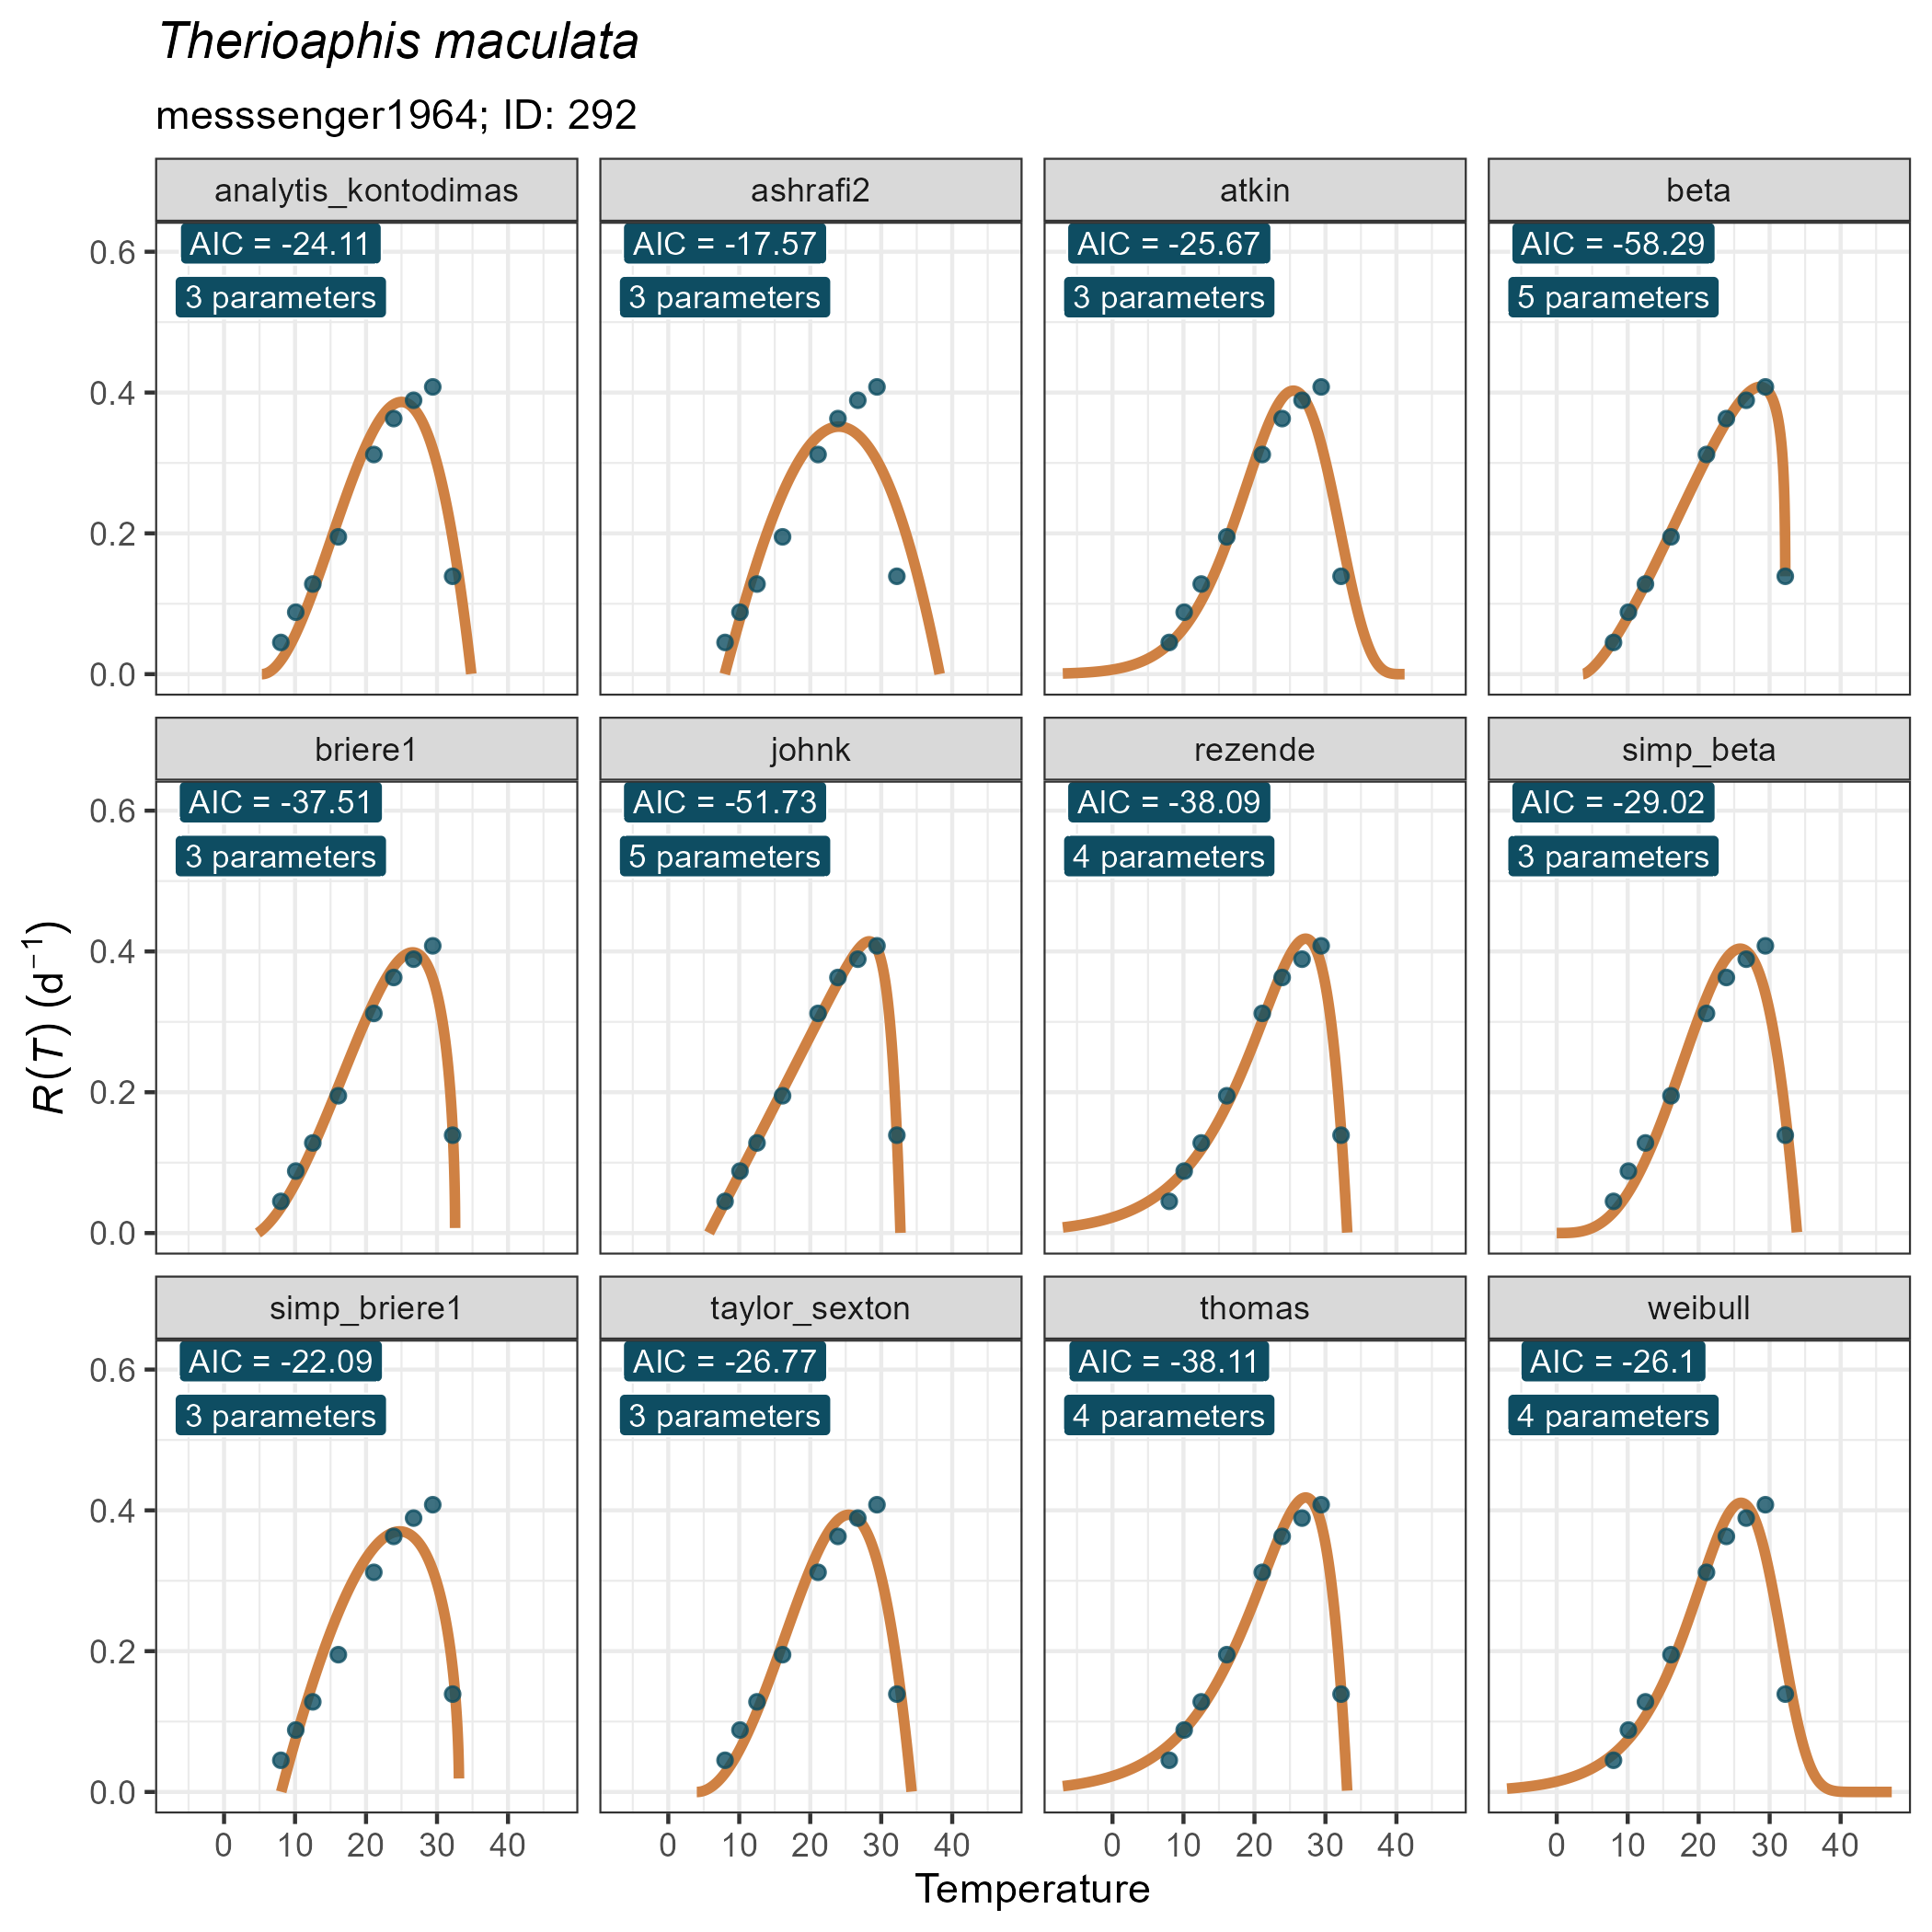 Therioaphis maculata
messsenger1964; ID: 292
analytis_kontodimas ashrafi2 atkin beta
AIC = -24.11 AIC = -17.57 AIC = -25.67 AIC = -58.29
3 parameters 3 parameters 3 parameters 5 parameters
0.6
0.4
0.2
0.0
briere1 johnk rezende simp_beta
AIC = -37.51 AIC = -51.73 AIC = -38.09 AIC = -29.02
3 parameters 5 parameters 4 parameters 3 parameters
0.6
0.4
0.2
0.0
R(T) (d⁻¹)
simp_briere1 taylor_sexton thomas weibull
AIC = -22.09 AIC = -26.77 AIC = -38.11 AIC = -26.1
3 parameters 3 parameters 4 parameters 4 parameters
0.6
0.4
0.2
0.0
0 10 20 30 40 0 10 20 30 40 0 10 20 30 40 0 10 20 30 40
Temperature